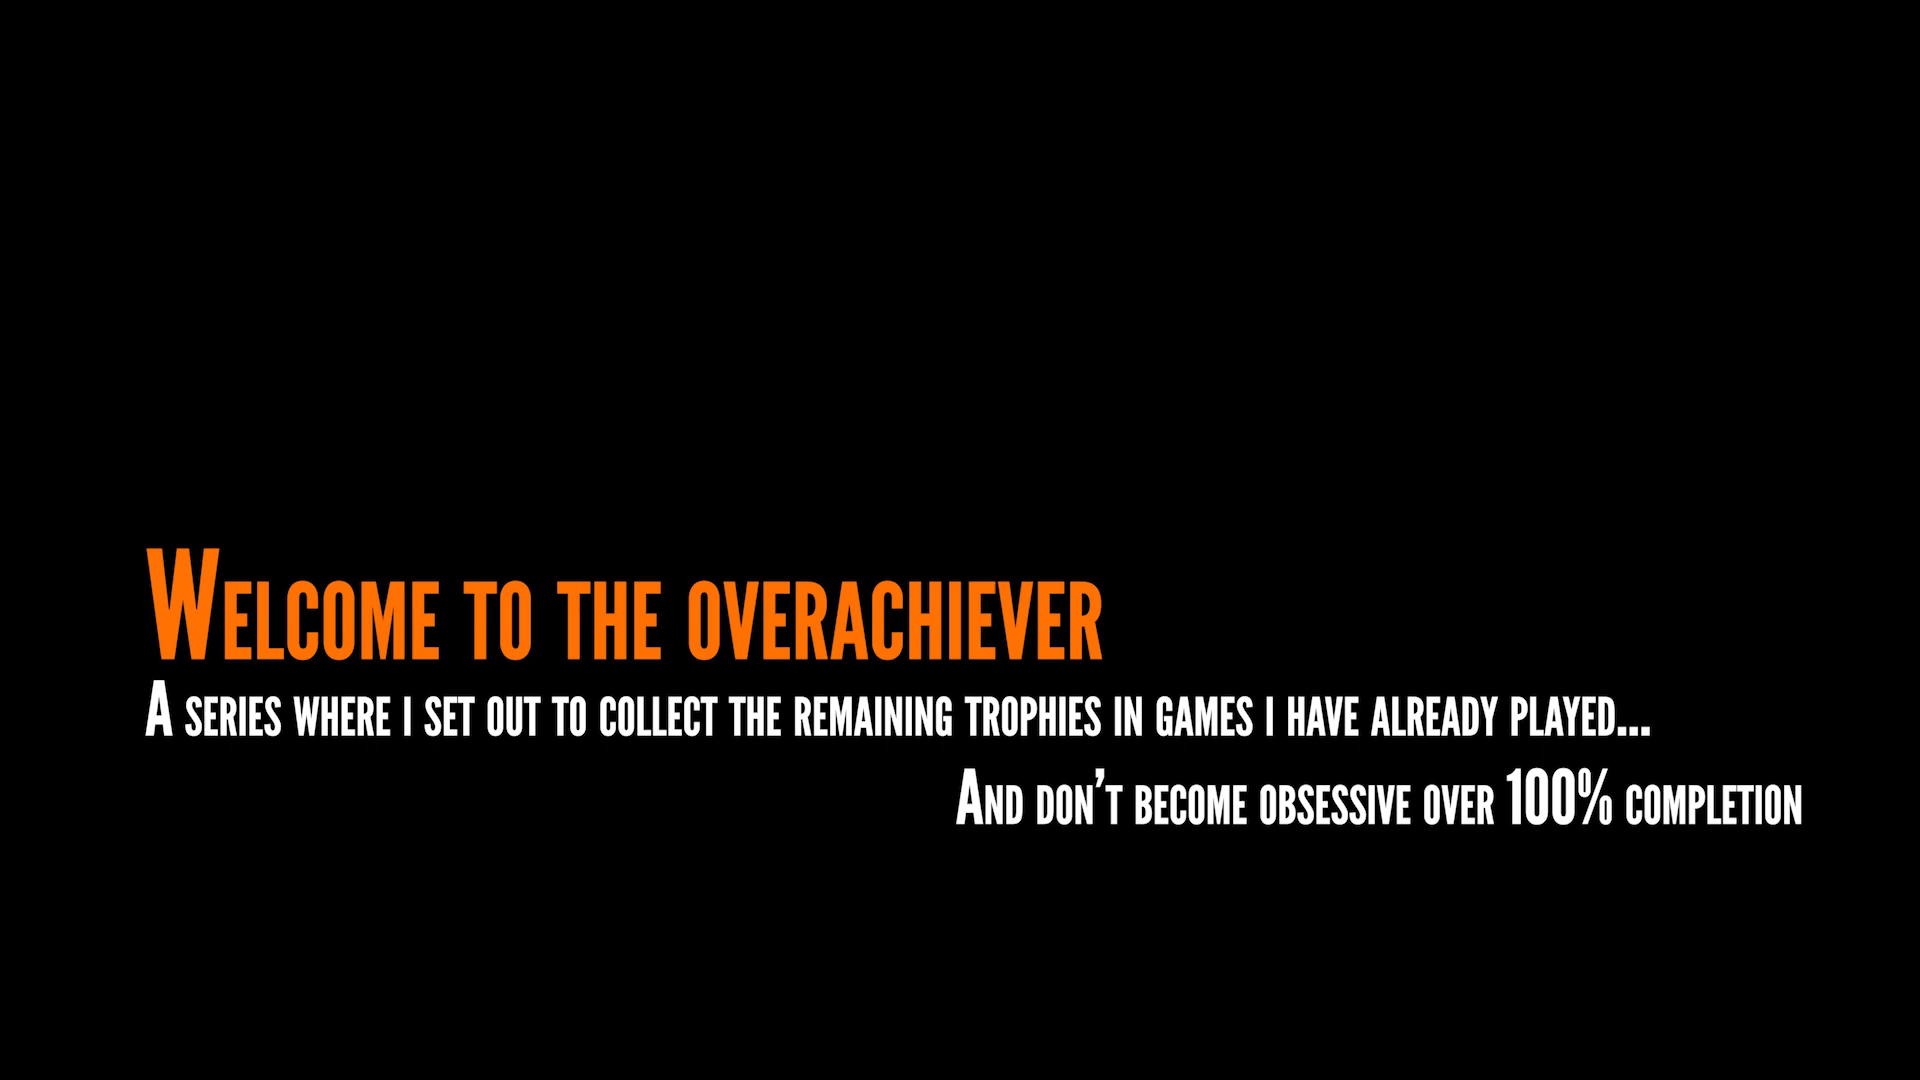 Welcome to the overachiever
A series where I set out to collect the remaining trophies in games I have already played...
And don't become obsessive over 100% completion